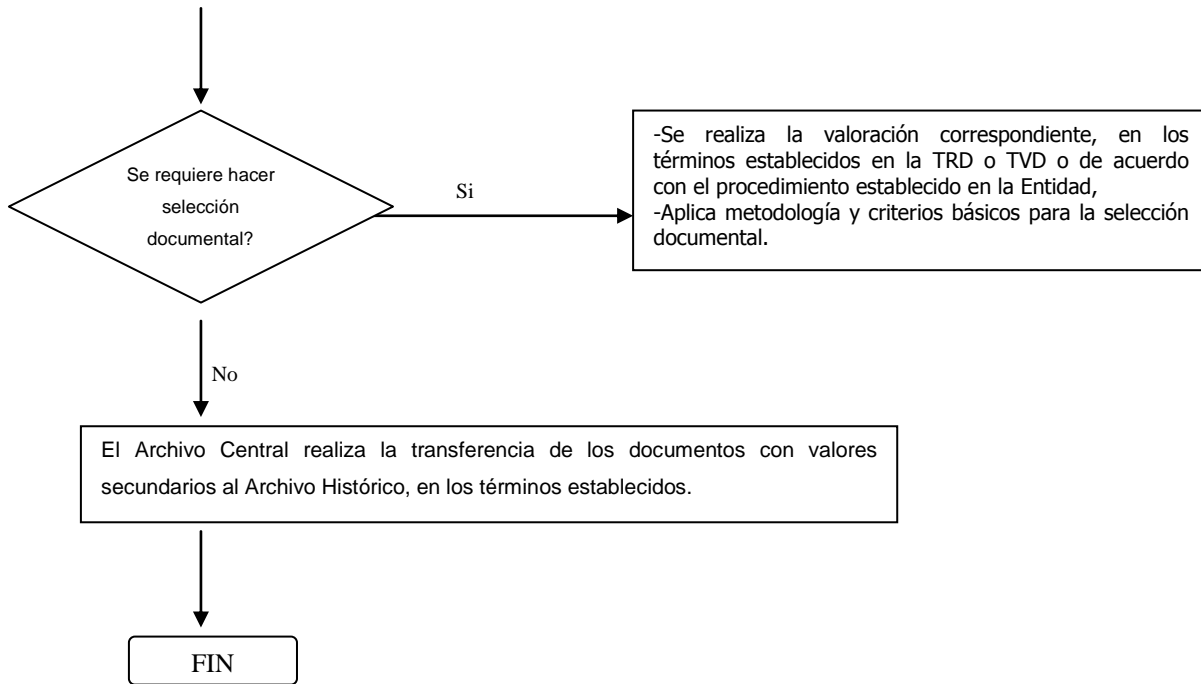 Se requiere hacer
selección
documental?
Si
-Se realiza la valoración correspondiente, en los
términos establecidos en la TRD o TVD o de acuerdo
con el procedimiento establecido en la Entidad,
-Aplica metodología y criterios básicos para la selección
documental.
No
El Archivo Central realiza la transferencia de los documentos con valores
secundarios al Archivo Histórico, en los términos establecidos.
FIN